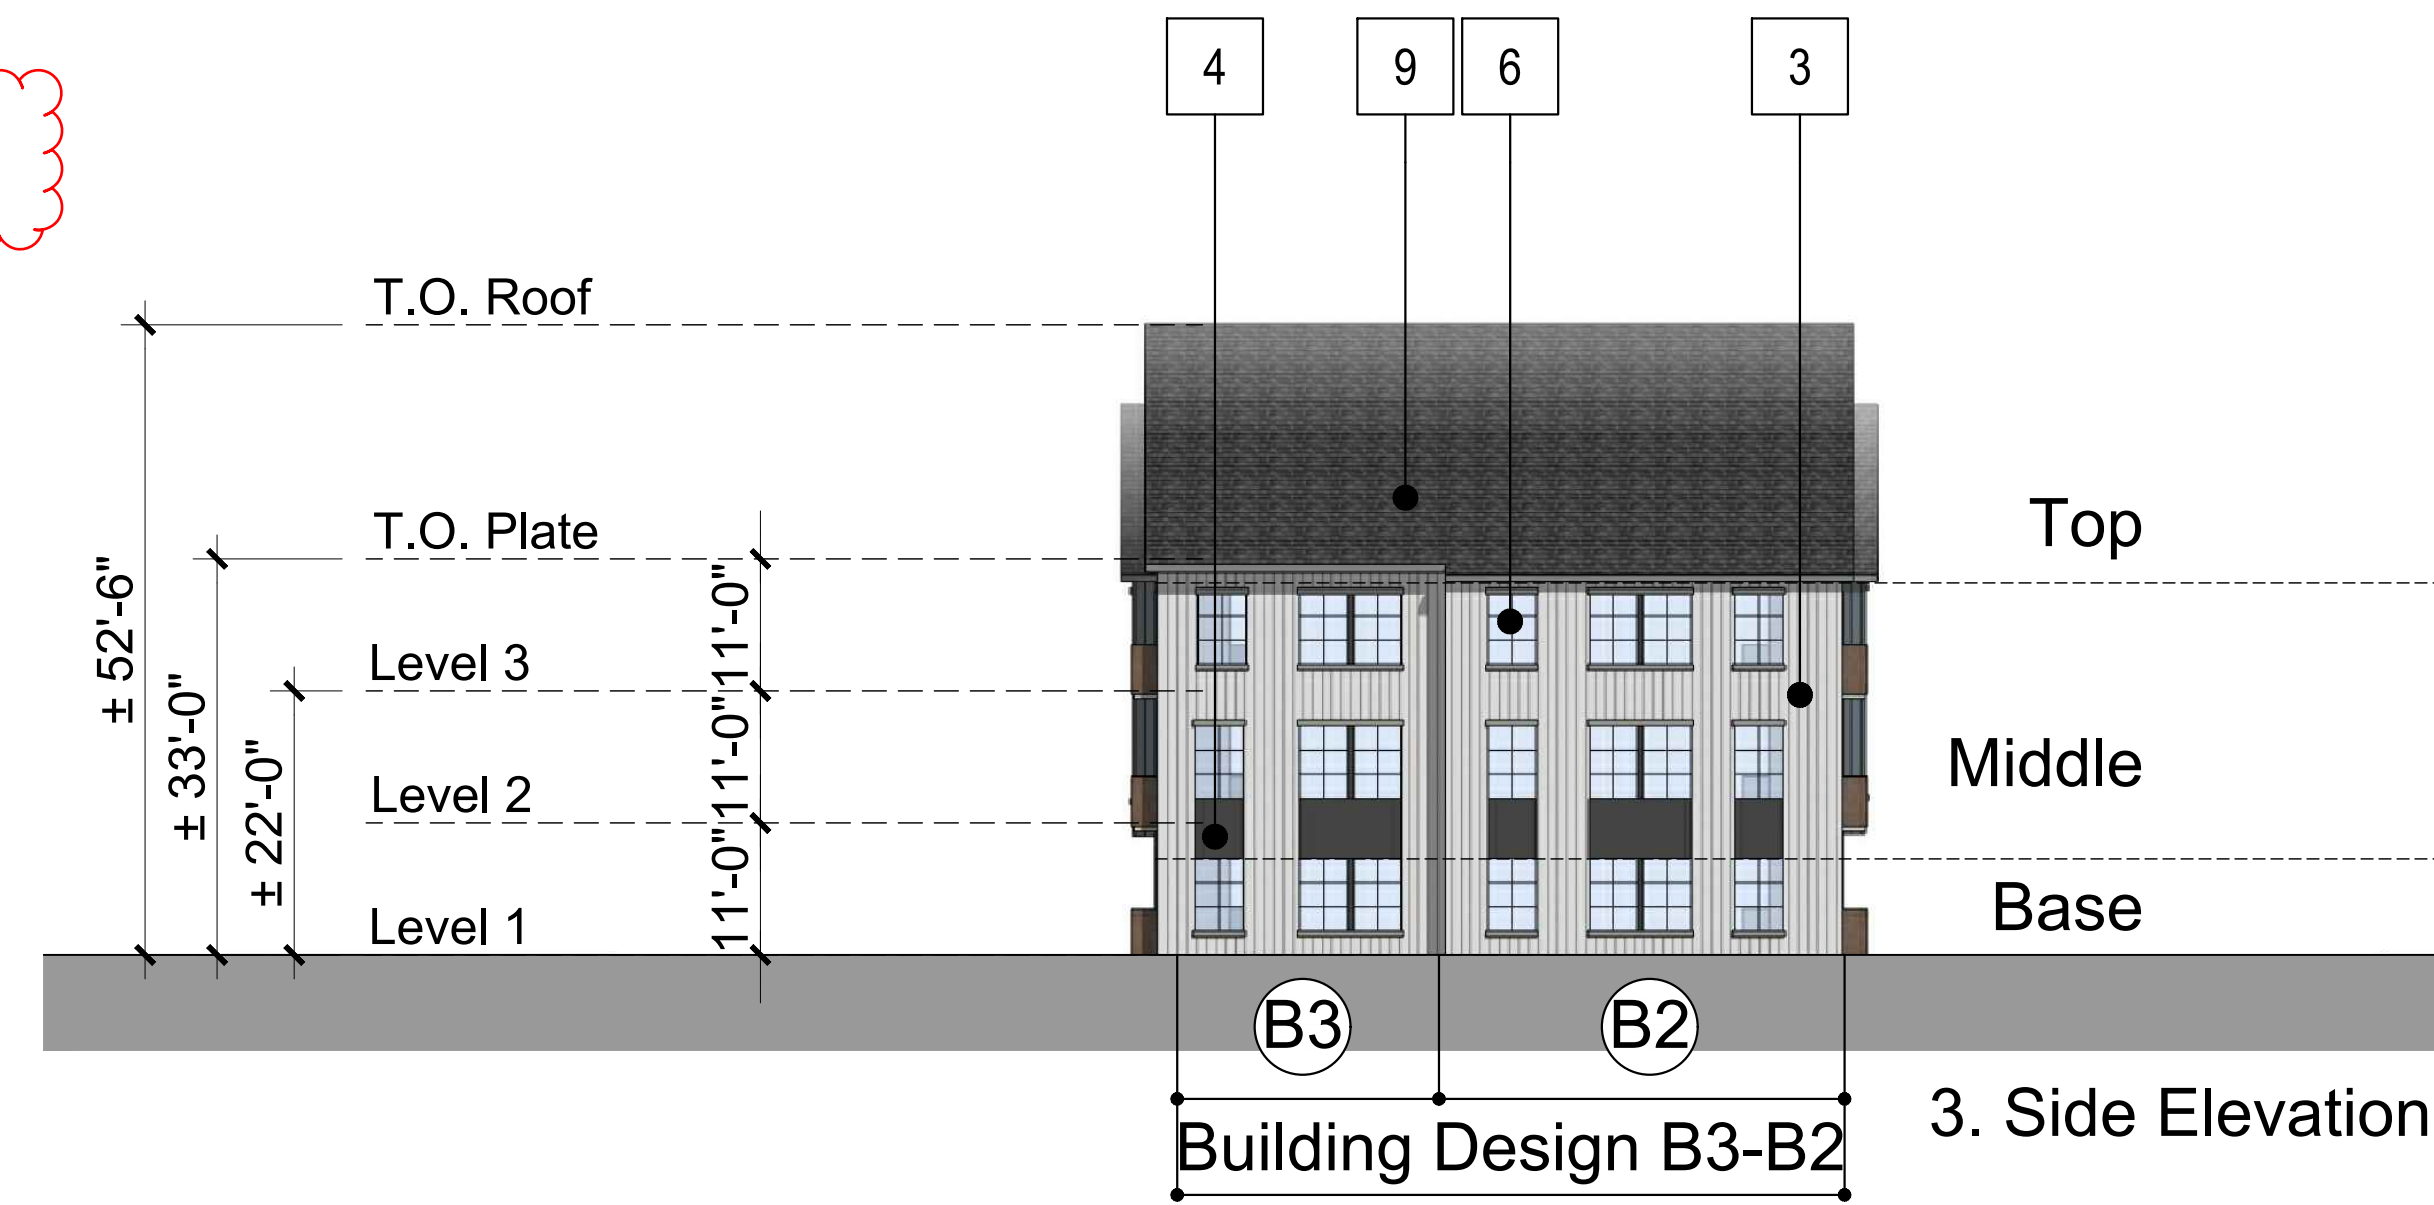 4
9
6
3
T.O. Roof
T.O. Plate
Level 3
Level 2
Level 1
± 52'-6"
± 33'-0"
± 22'-0"
11'-0"
11'-0"
11'-0"
Top
Middle
Base
B3
B2
Building Design B3-B2
3. Side Elevation